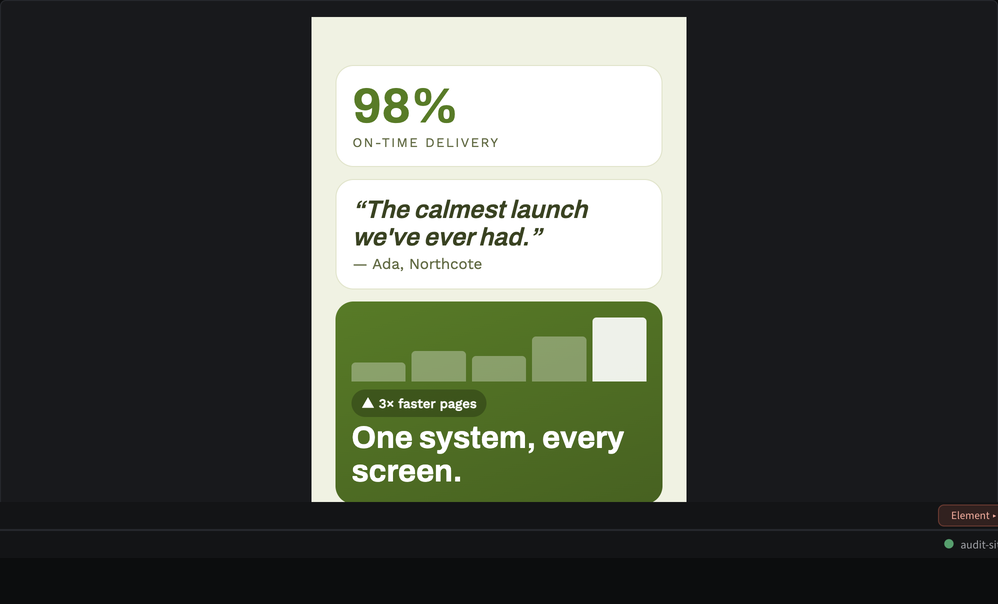 98%
ON-TIME DELIVERY
“The calmest launch
we've ever had.”
— Ada, Northcote
▲ 3× faster pages
One system, every
screen.
Element ▸
audit-si